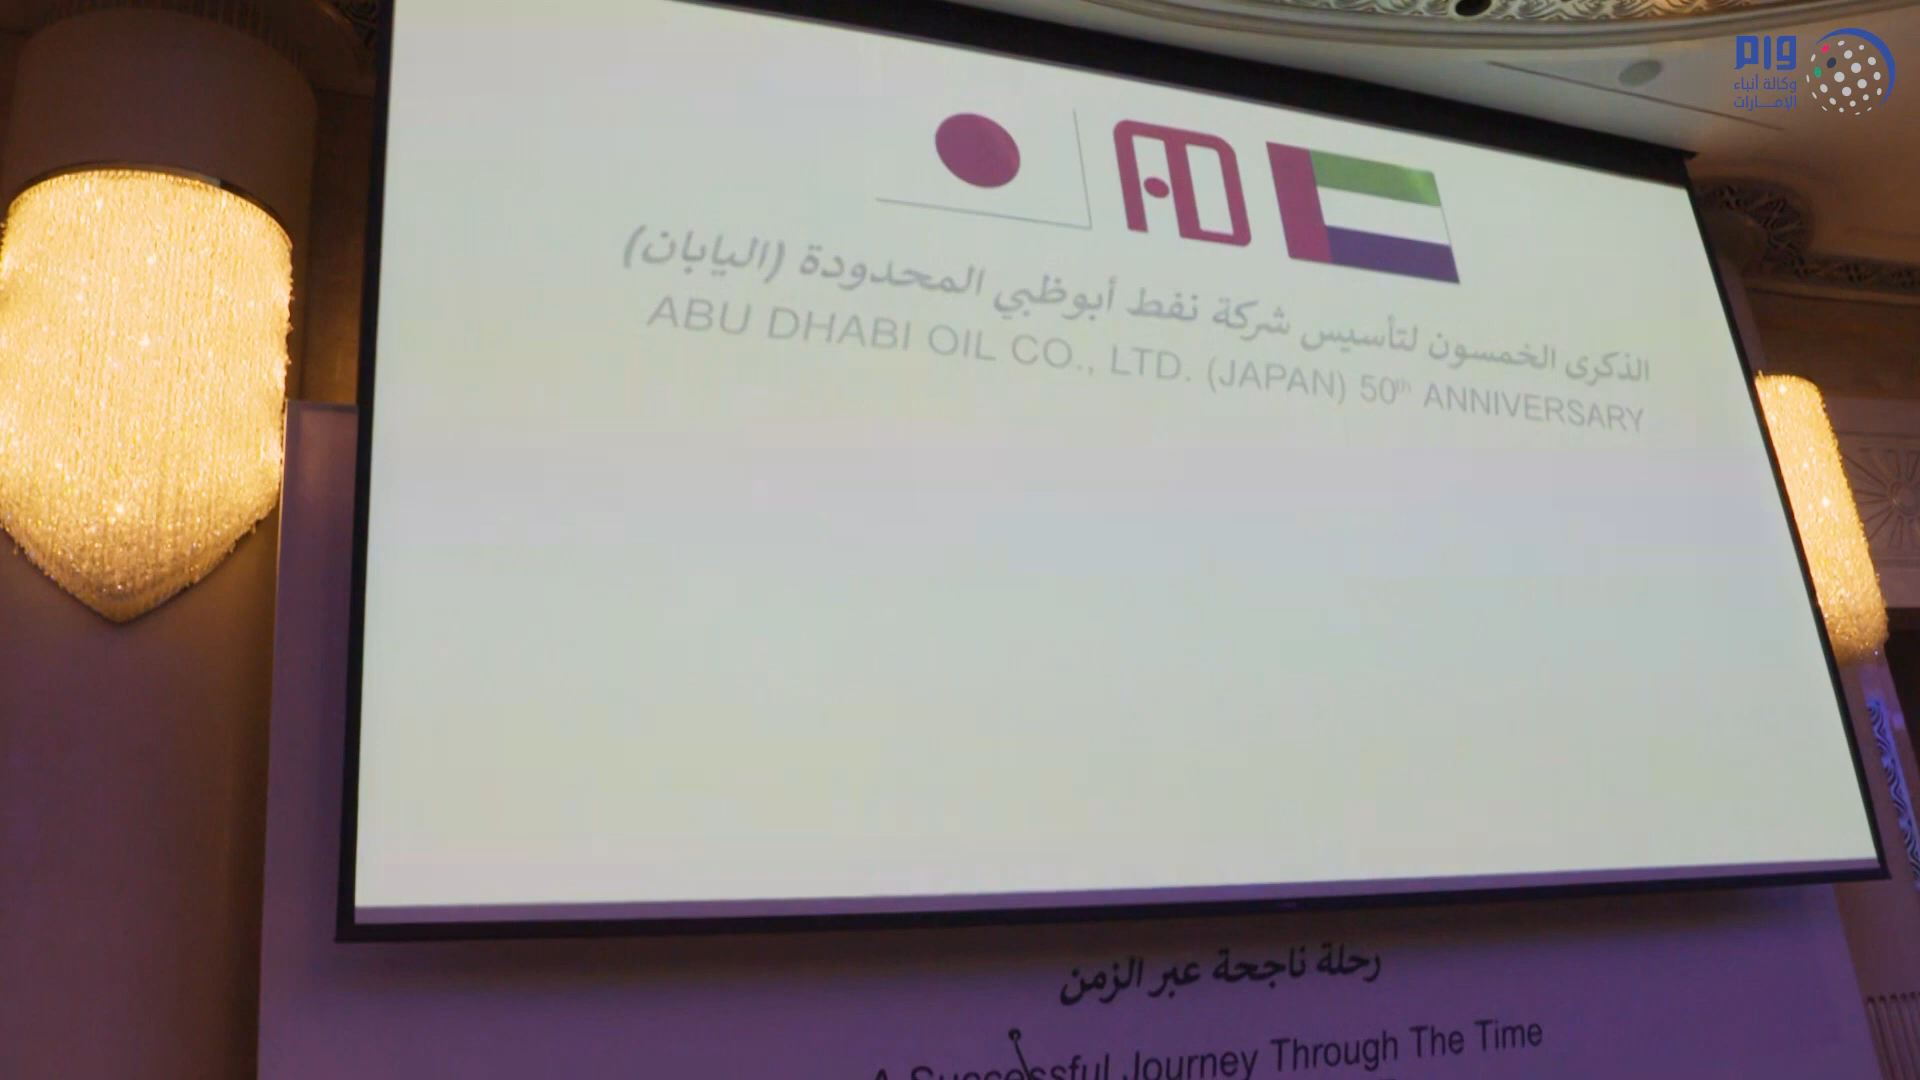 وام
وكالة أنباء
الإمارات
الذكرى الخمسون لتأسيس شركة نفط أبوظبي المحدودة (اليابان)
ABU DHABI OIL CO., LTD. (JAPAN) 50th ANNIVERSARY
رحلة ناجحة عبر الزمن
A Successful Journey Through The Time